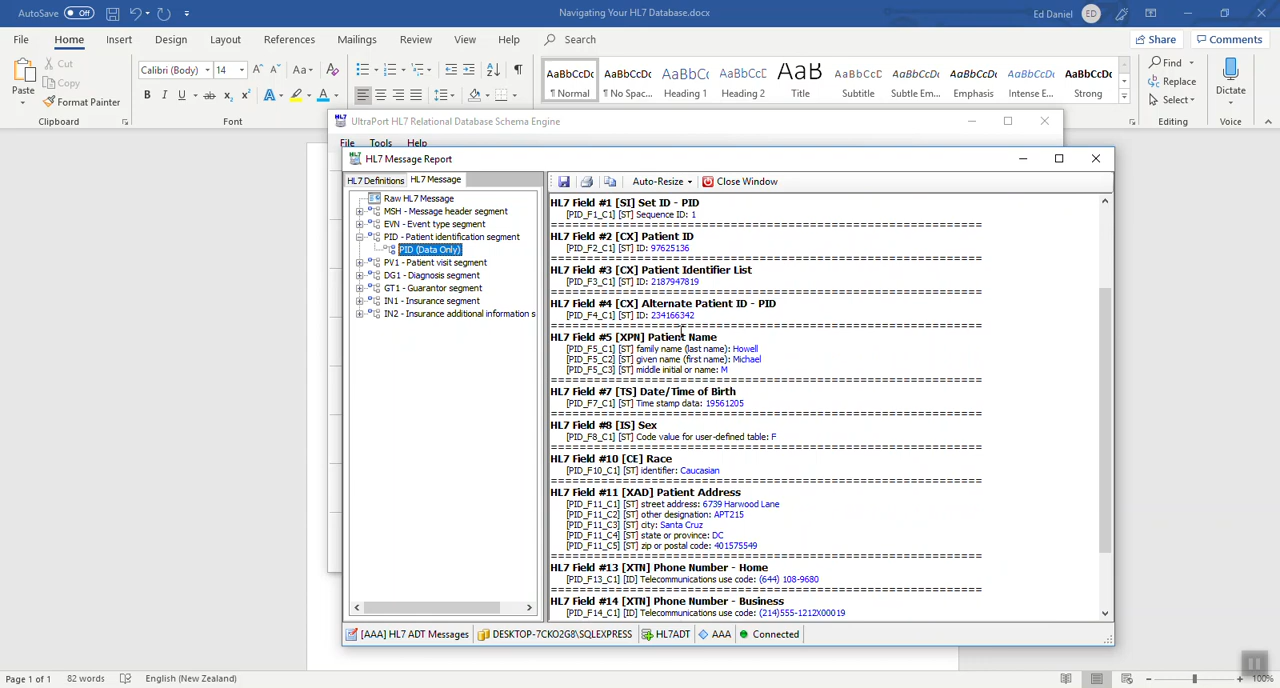 AutoSave Off Navigating Your HL7 Database.docx Ed Daniel ED
File Home Insert Design Layout References Mailings Review View Help Search Share Comments
Paste Cut Copy Format Painter Clipboard
Calibri (Body) 14 Aa B I U ab x₂ x² A A Font
AaBbCcDc AaBbCcDc AaBbCc AaBbCcC AaB AaBbCcD AaBbCcDc AaBbCcDc AaBbCcDc AaBbCcDc
¶ Normal ¶ No Spac... Heading 1 Heading 2 Title Subtitle Subtle Em... Emphasis Intense E... Strong
Find Replace Select Editing Dictate Voice
UltraPort HL7 Relational Database Schema Engine
File Tools Help
HL7 Message Report
HL7 Definitions HL7 Message
Auto-Resize Close Window
Raw HL7 Message
MSH - Message header segment
EVN - Event type segment
PID - Patient identification segment
PID (Data Only)
PV1 - Patient visit segment
DG1 - Diagnosis segment
GT1 - Guarantor segment
IN1 - Insurance segment
IN2 - Insurance additional information s
HL7 Field #1 [SI] Set ID - PID
[PID_F1_C1] [ST] Sequence ID: 1
HL7 Field #2 [CX] Patient ID
[PID_F2_C1] [ST] ID: 97625136
HL7 Field #3 [CX] Patient Identifier List
[PID_F3_C1] [ST] ID: 2187947819
HL7 Field #4 [CX] Alternate Patient ID - PID
[PID_F4_C1] [ST] ID: 234166342
HL7 Field #5 [XPN] Patient Name
[PID_F5_C1] [ST] family name (last name): Howell
[PID_F5_C2] [ST] given name (first name): Michael
[PID_F5_C3] [ST] middle initial or name: M
HL7 Field #7 [TS] Date/Time of Birth
[PID_F7_C1] [ST] Time stamp data: 19561205
HL7 Field #8 [IS] Sex
[PID_F8_C1] [ST] Code value for user-defined table: F
HL7 Field #10 [CE] Race
[PID_F10_C1] [ST] identifier: Caucasian
HL7 Field #11 [XAD] Patient Address
[PID_F11_C1] [ST] street address: 6739 Harwood Lane
[PID_F11_C2] [ST] other designation: APT215
[PID_F11_C3] [ST] city: Santa Cruz
[PID_F11_C4] [ST] state or province: DC
[PID_F11_C5] [ST] zip or postal code: 401575549
HL7 Field #13 [XTN] Phone Number - Home
[PID_F13_C1] [ID] Telecommunications use code: (644) 108-9680
HL7 Field #14 [XTN] Phone Number - Business
[PID_F14_C1] [ID] Telecommunications use code: (214)555-1212X00019
[AAA] HL7 ADT Messages DESKTOP-7CKO2G8\SQLEXPRESS HL7ADT AAA Connected
Page 1 of 1 82 words English (New Zealand) 100%